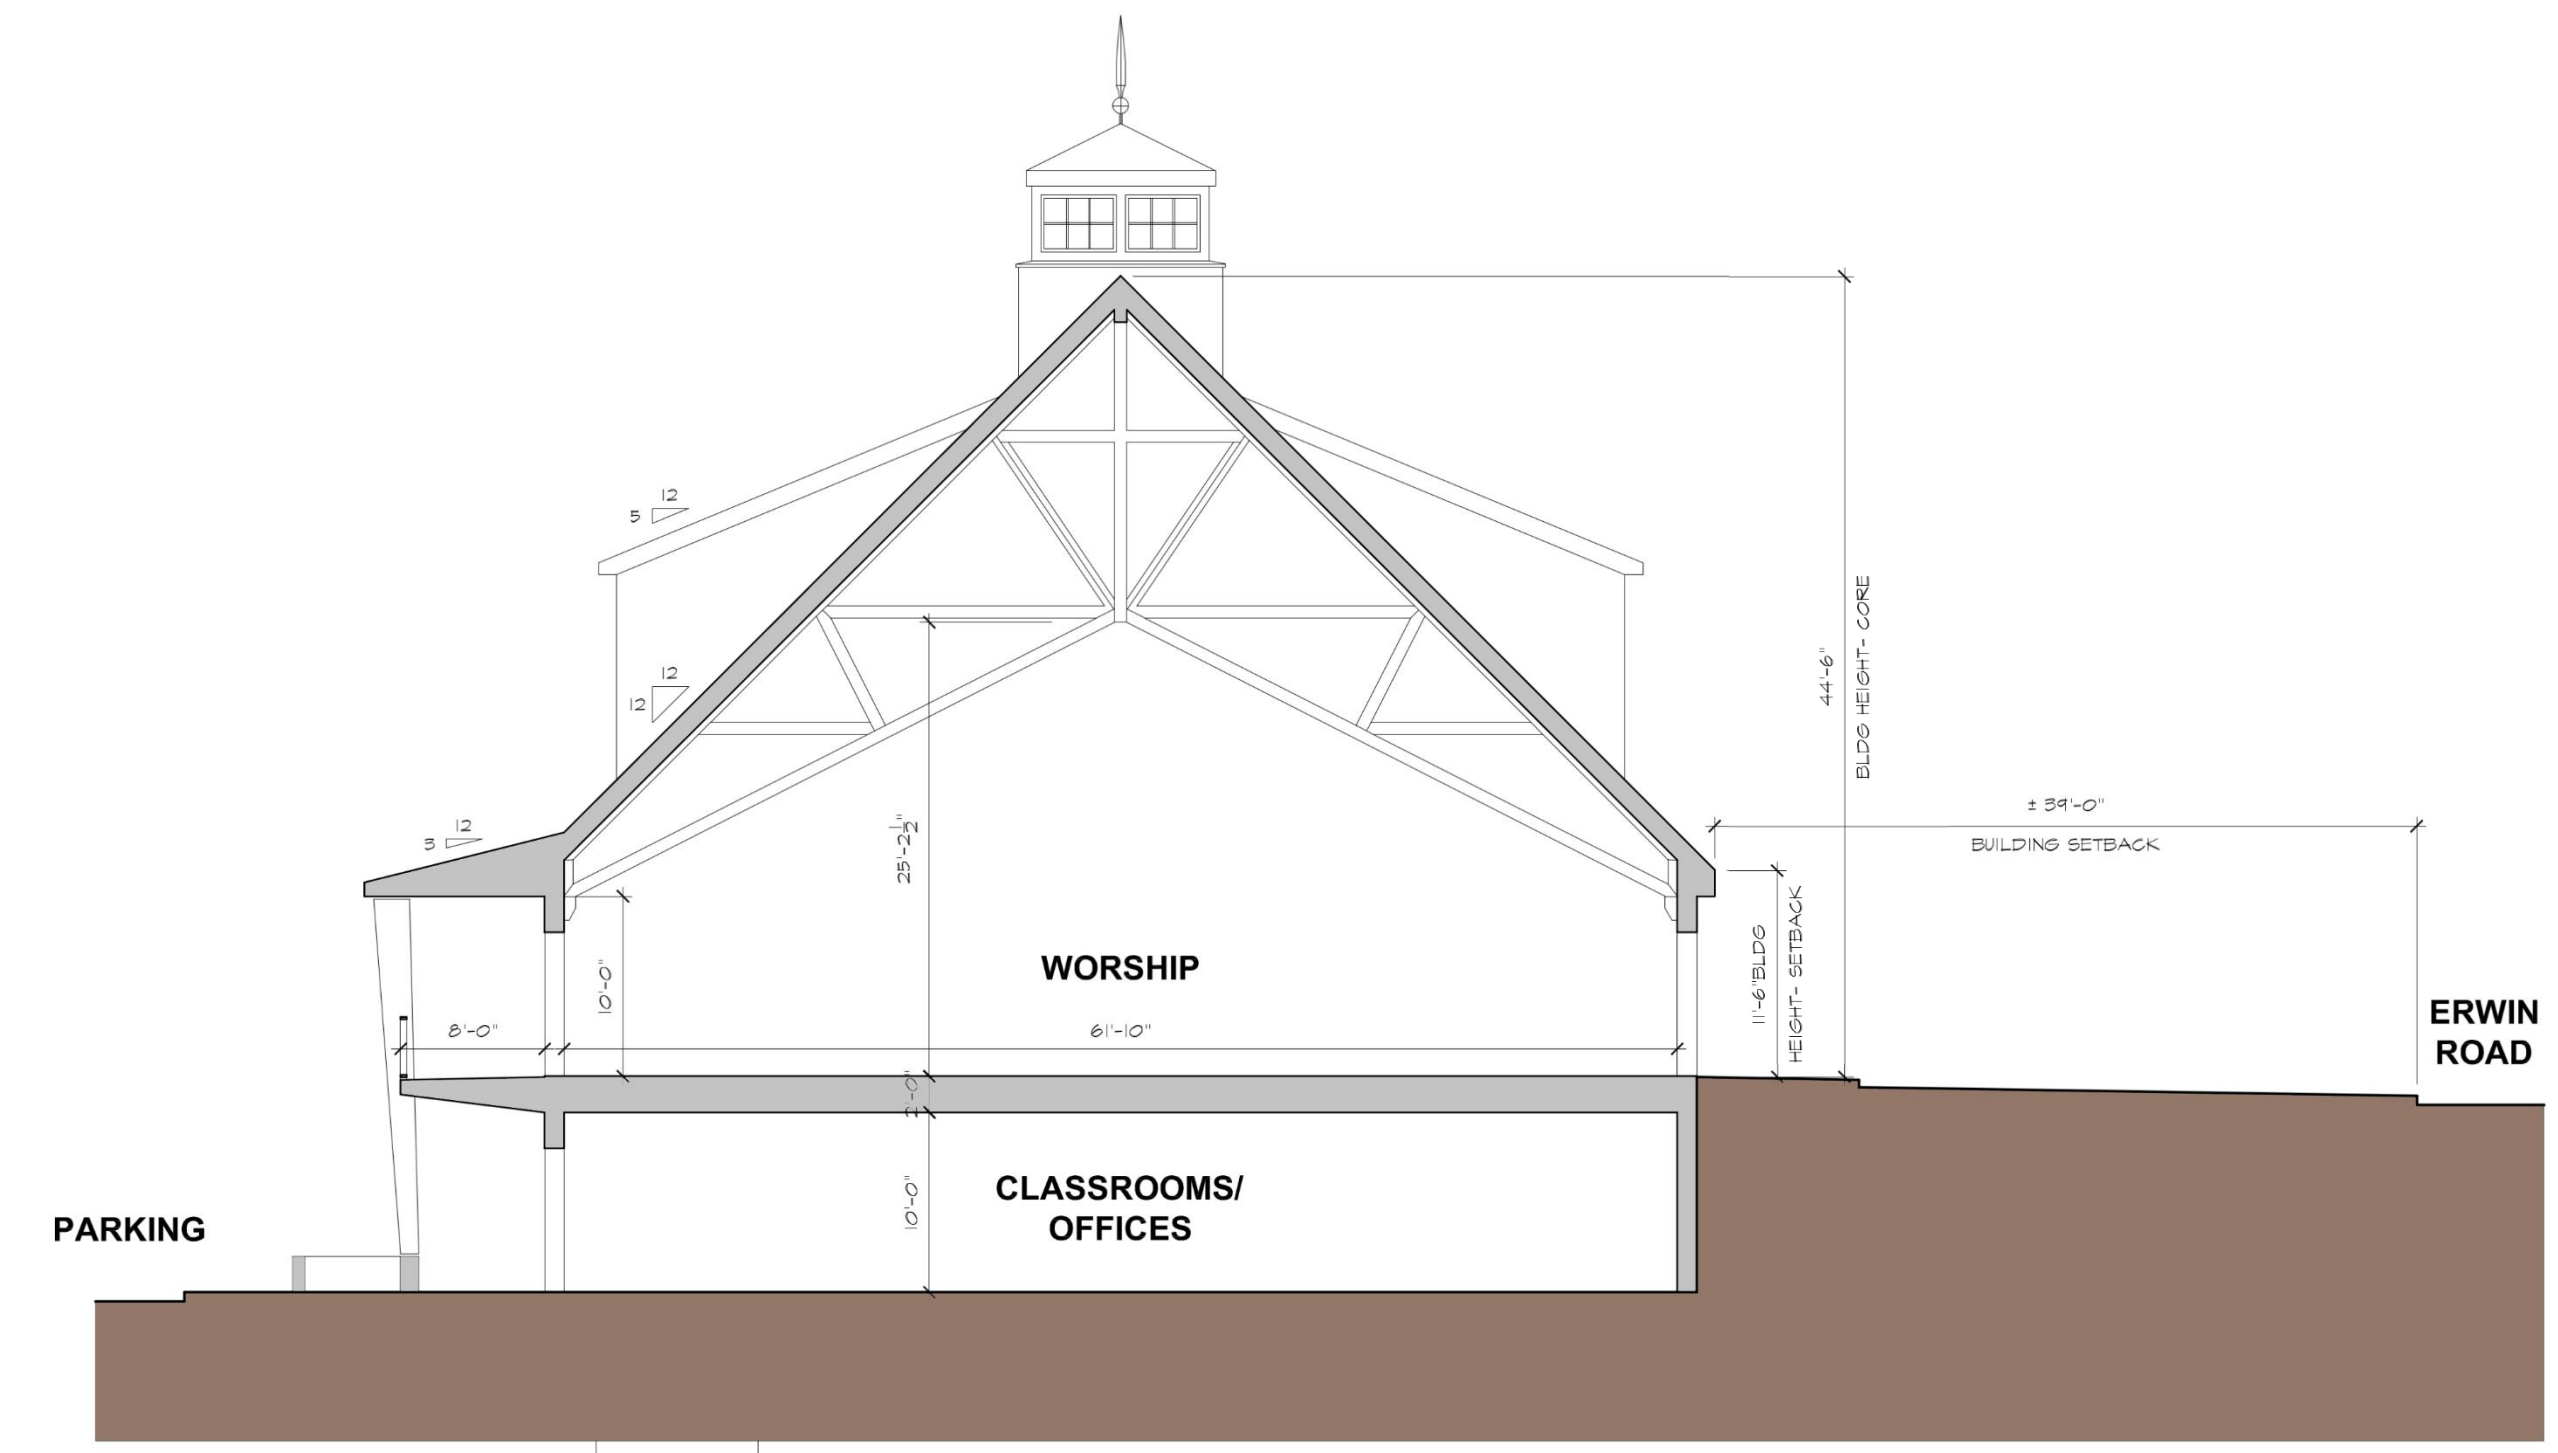 12
5
12
12
44'-6"
BLDG HEIGHT- CORE
± 39'-0"
BUILDING SETBACK
12
3
25'-2 1/2"
10'-0"
WORSHIP
11'-6"BLDG
HEIGHT- SETBACK
8'-0"
61'-10"
ERWIN
ROAD
2'-0"
CLASSROOMS/
OFFICES
10'-0"
PARKING